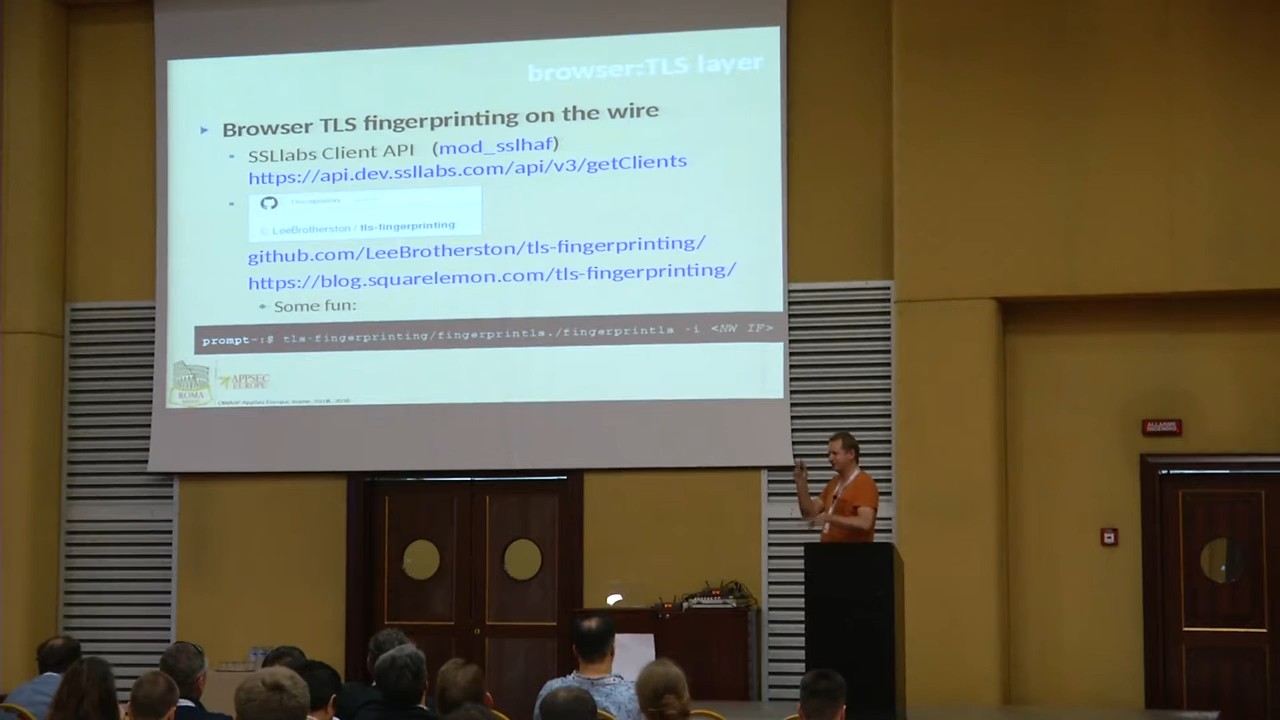 browser:TLS layer
Browser TLS fingerprinting on the wire
SSLlabs Client API (mod_sslhaf)
https://api.dev.ssllabs.com/api/v3/getClients
LeeBrotherston / tls-fingerprinting
github.com/LeeBrotherston/tls-fingerprinting/
https://blog.squarelemon.com/tls-fingerprinting/
Some fun:
prompt~:$ tls-fingerprinting/fingerprintls./fingerprintls -i <NW IF>
ROMA
APPSEC
EUROPE
ALLARME
INCENDIO